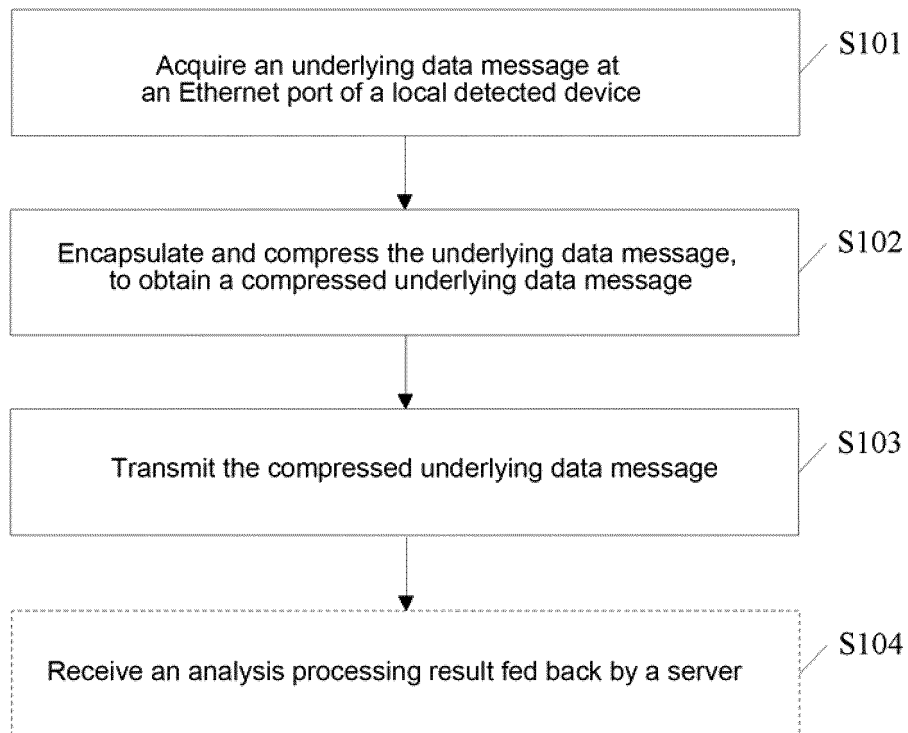 Acquire an underlying data message at
an Ethernet port of a local detected device
S101
Encapsulate and compress the underlying data message,
to obtain a compressed underlying data message
S102
Transmit the compressed underlying data message
S103
Receive an analysis processing result fed back by a server
S104